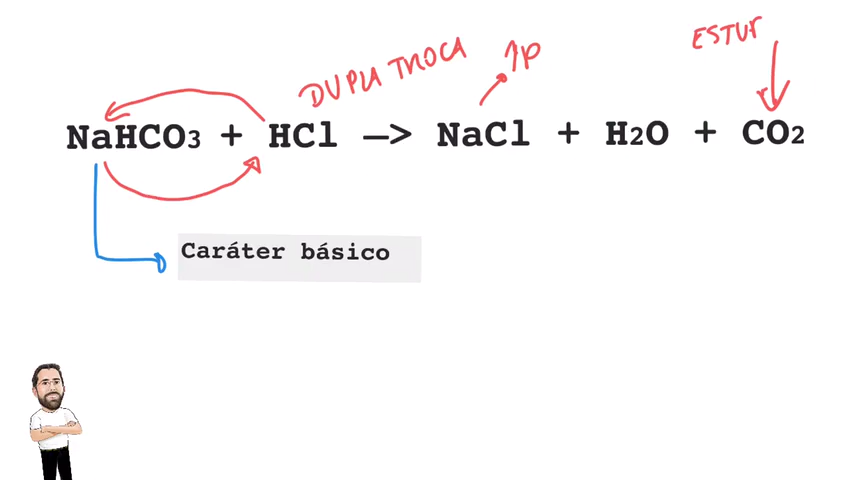 ESTUF
DUPLA TROCA ↑p
NaHCO3 + HCl —> NaCl + H2O + CO2
Caráter básico